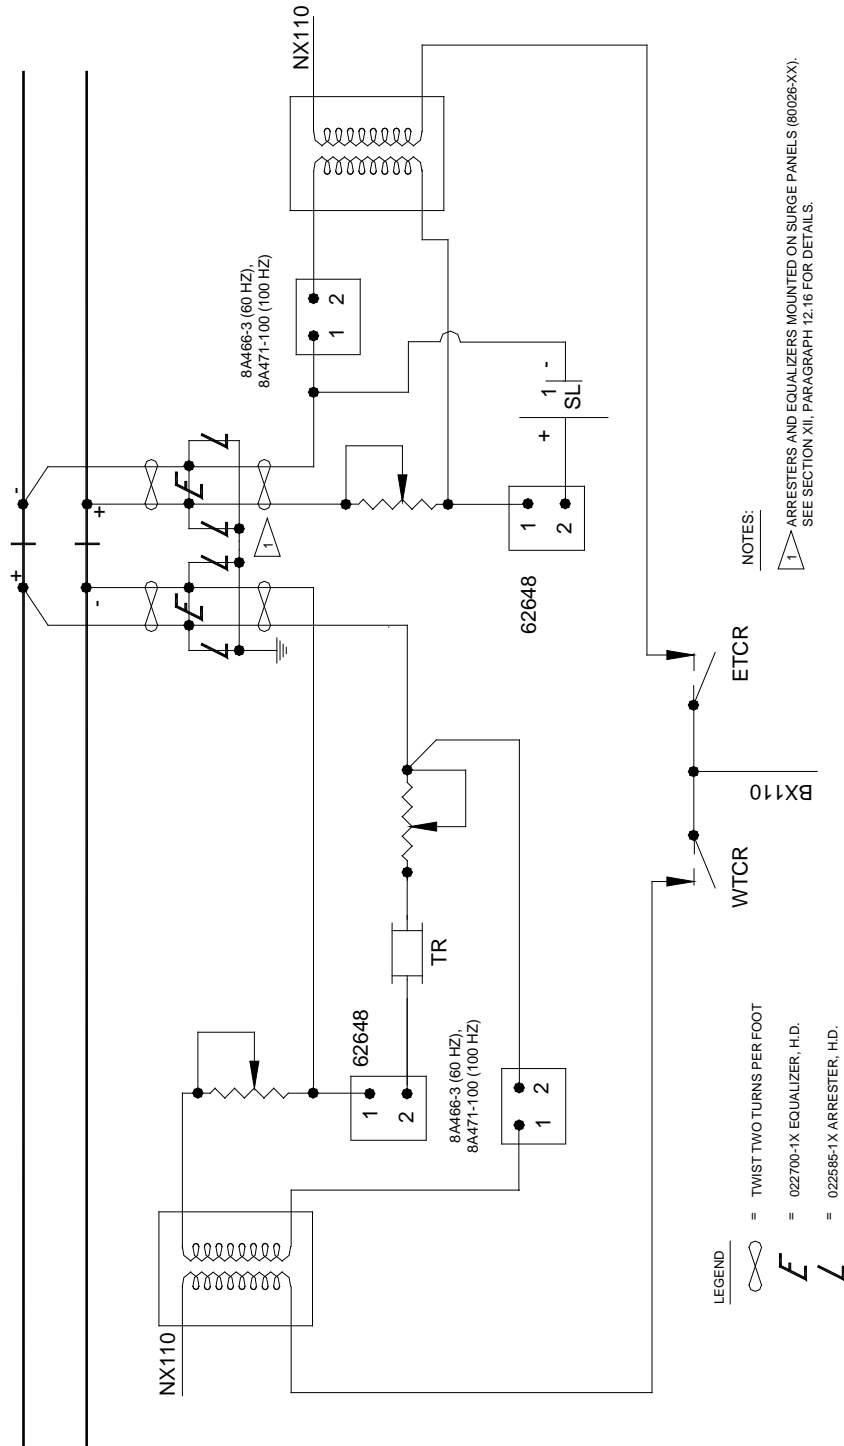 + -
- +
NX110
NX110
8A466-3 (60 HZ),
8A471-100 (100 HZ)
1 2
1
62648
1
2
TR
8A466-3 (60 HZ),
8A471-100 (100 HZ)
1 2
62648
1
2
+ 1 -
SL
WTCR
ETCR
BX110
LEGEND
= TWIST TWO TURNS PER FOOT
E = 022700-1X EQUALIZER, H.D.
= 022585-1X ARRESTER, H.D.
NOTES:
1 ARRESTERS AND EQUALIZERS MOUNTED ON SURGE PANELS (80026-XX).
SEE SECTION XII, PARAGRAPH 12.16 FOR DETAILS.